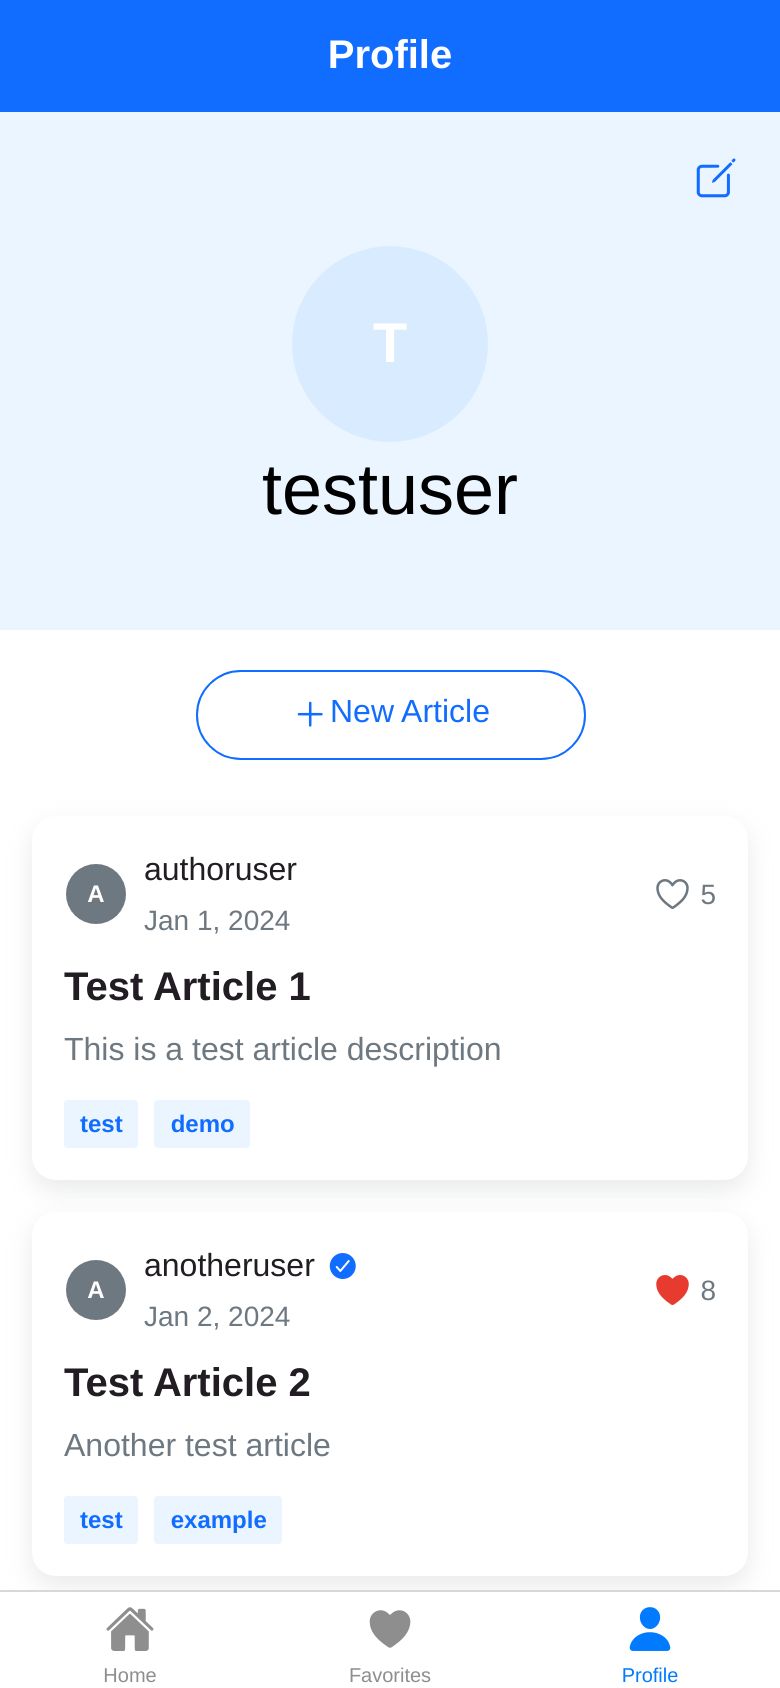 Profile
T
testuser
New Article
A
authoruser
Jan 1, 2024
5
Test Article 1
This is a test article description
test demo
A
anotheruser
Jan 2, 2024
8
Test Article 2
Another test article
test example
Home Favorites Profile